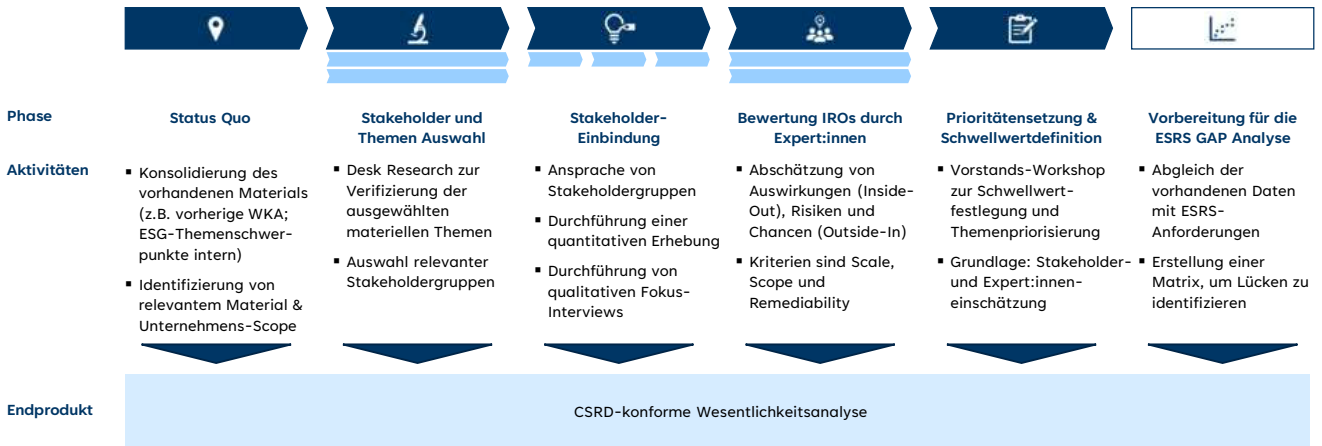 Phase
Status Quo
Stakeholder und
Themen Auswahl
Stakeholder-
Einbindung
Bewertung IROs durch
Expert:innen
Prioritätensetzung &
Schwellwertdefinition
Vorbereitung für die
ESRS GAP Analyse
Aktivitäten
▪ Konsolidierung des
vorhandenen Materials
(z.B. vorherige WKA;
ESG-Themenschwer-
punkte intern)
▪ Identifizierung von
relevantem Material &
Unternehmens-Scope
▪ Desk Research zur
Verifizierung der
ausgewählten
materiellen Themen
▪ Auswahl relevanter
Stakeholdergruppen
▪ Ansprache von
Stakeholdergruppen
▪ Durchführung einer
quantitativen Erhebung
▪ Durchführung von
qualitativen Fokus-
Interviews
▪ Abschätzung von
Auswirkungen (Inside-
Out), Risiken und
Chancen (Outside-In)
▪ Kriterien sind Scale,
Scope und
Remediability
▪ Vorstands-Workshop
zur Schwellwert-
festlegung und
Themenpriorisierung
▪ Grundlage: Stakeholder-
und Expert:innen-
einschätzung
▪ Abgleich der
vorhandenen Daten
mit ESRS-
Anforderungen
▪ Erstellung einer
Matrix, um Lücken zu
identifizieren
Endprodukt
CSRD-konforme Wesentlichkeitsanalyse